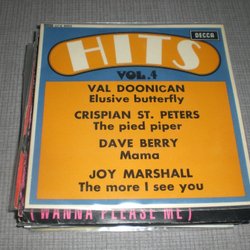 DECCA
HITS
VOL.4
VAL DOONICAN
Elusive butterfly
CRISPIAN ST. PETERS
The pied piper
DAVE BERRY
Mama
JOY MARSHALL
The more I see you
(WANNA PLEASE ME)